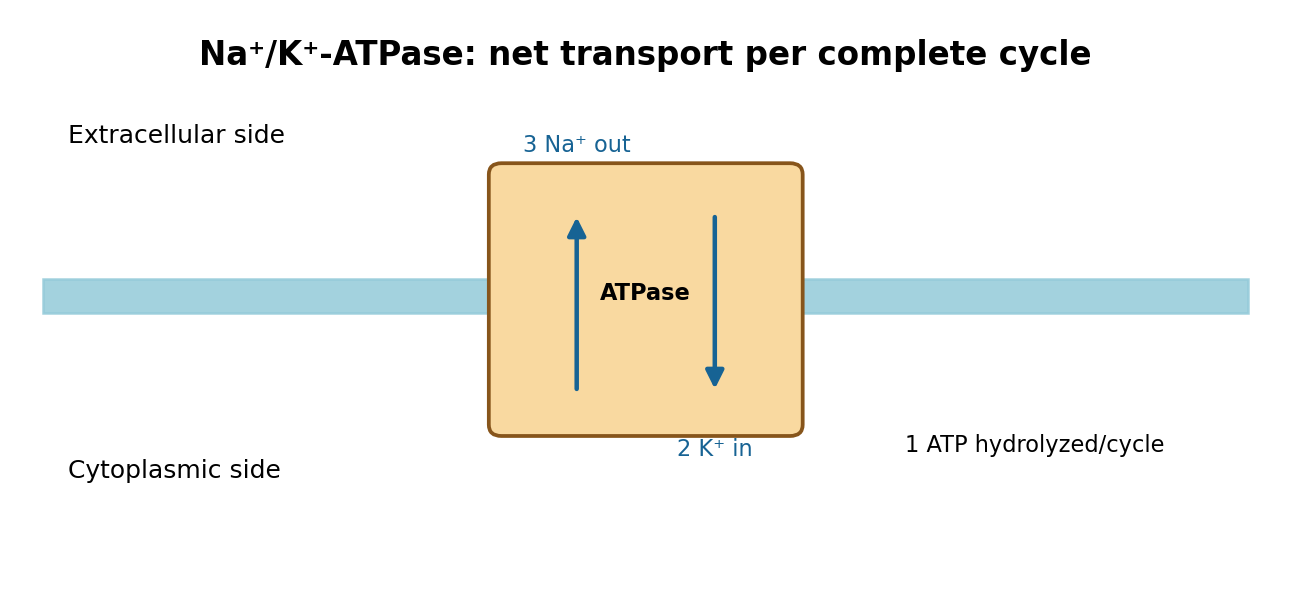 Na⁺/K⁺-ATPase: net transport per complete cycle
Extracellular side
3 Na⁺ out
ATPase
2 K⁺ in
1 ATP hydrolyzed/cycle
Cytoplasmic side